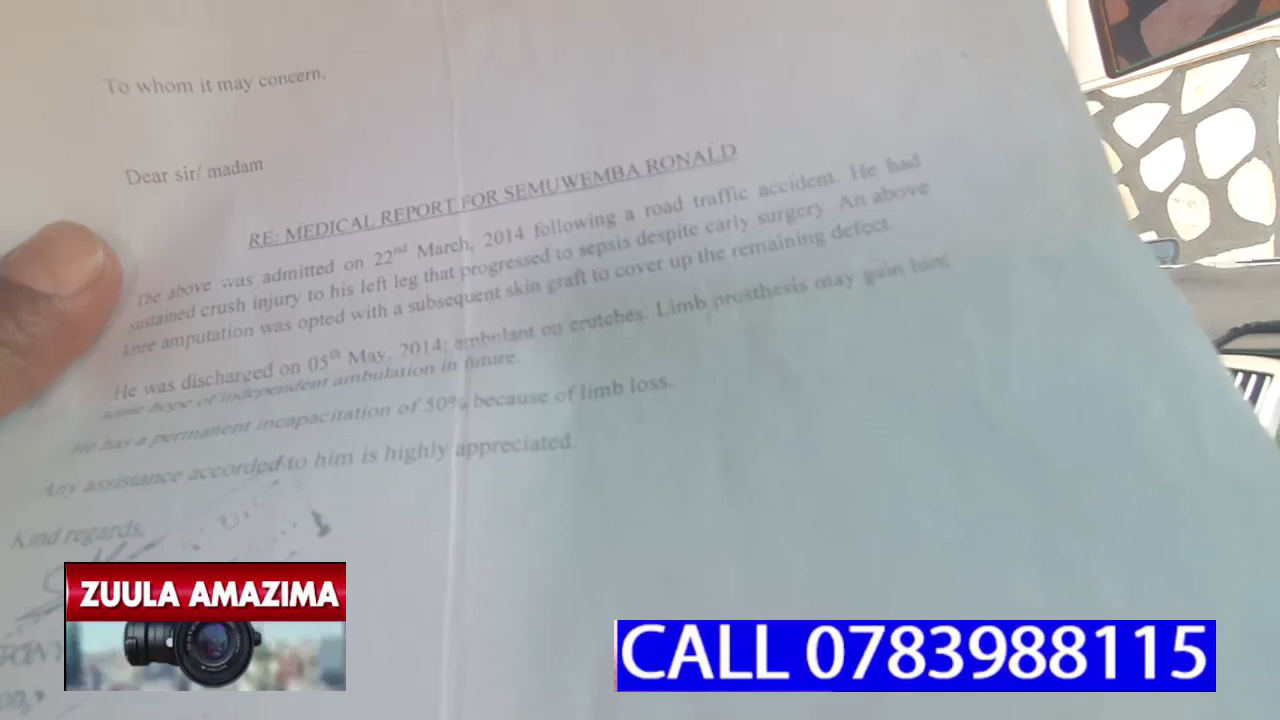 To whom it may concern,
Dear sir/ madam
RE: MEDICAL REPORT FOR SEMUWEMBA RONALD
The above was admitted on 22nd March, 2014 following a road traffic accident. He had
sustained crush injury to his left leg that progressed to sepsis despite early surgery. An above
knee amputation was opted with a subsequent skin graft to cover up the remaining defect.
He was discharged on 05th May, 2014; ambulant on crutches. Limb prosthesis may gain him
some hope of independent ambulation in future.
He has a permanent incapacitation of 50% because of limb loss.
Any assistance accorded to him is highly appreciated.
Kind regards,
ZUULA AMAZIMA
CALL 0783988115